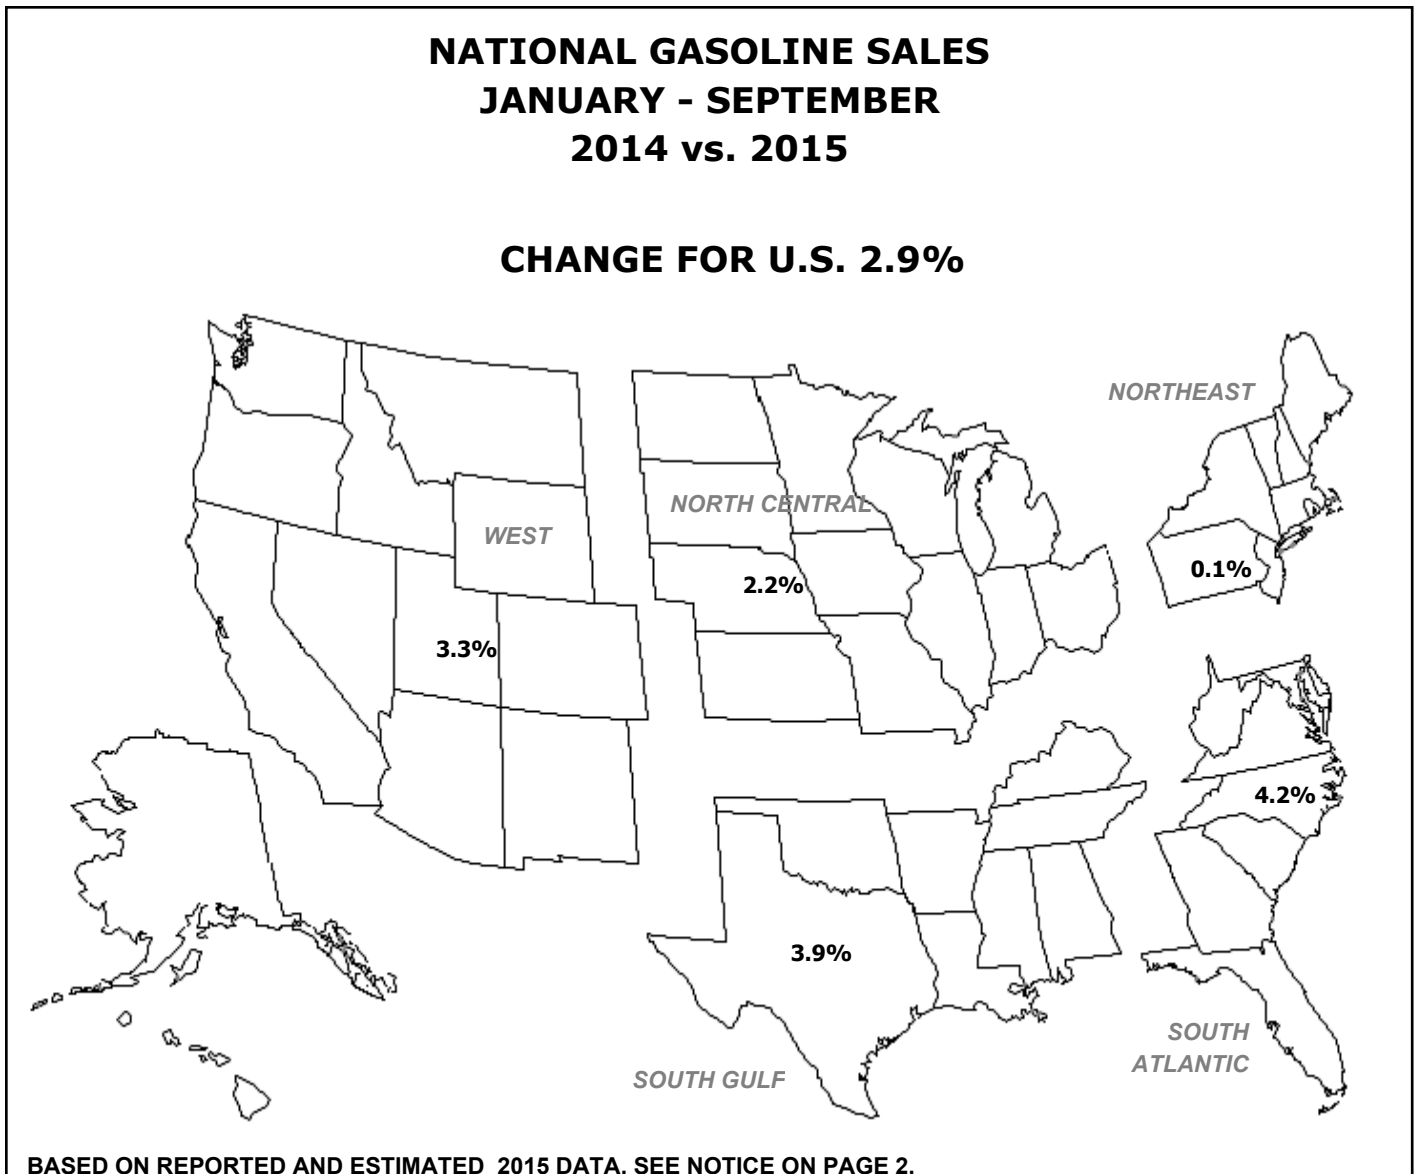 NATIONAL GASOLINE SALES
JANUARY - SEPTEMBER
2014 vs. 2015
CHANGE FOR U.S. 2.9%
NORTHEAST
NORTH CENTRAL
WEST
0.1%
2.2%
3.3%
4.2%
3.9%
SOUTH
ATLANTIC
SOUTH GULF
BASED ON REPORTED AND ESTIMATED 2015 DATA. SEE NOTICE ON PAGE 2.